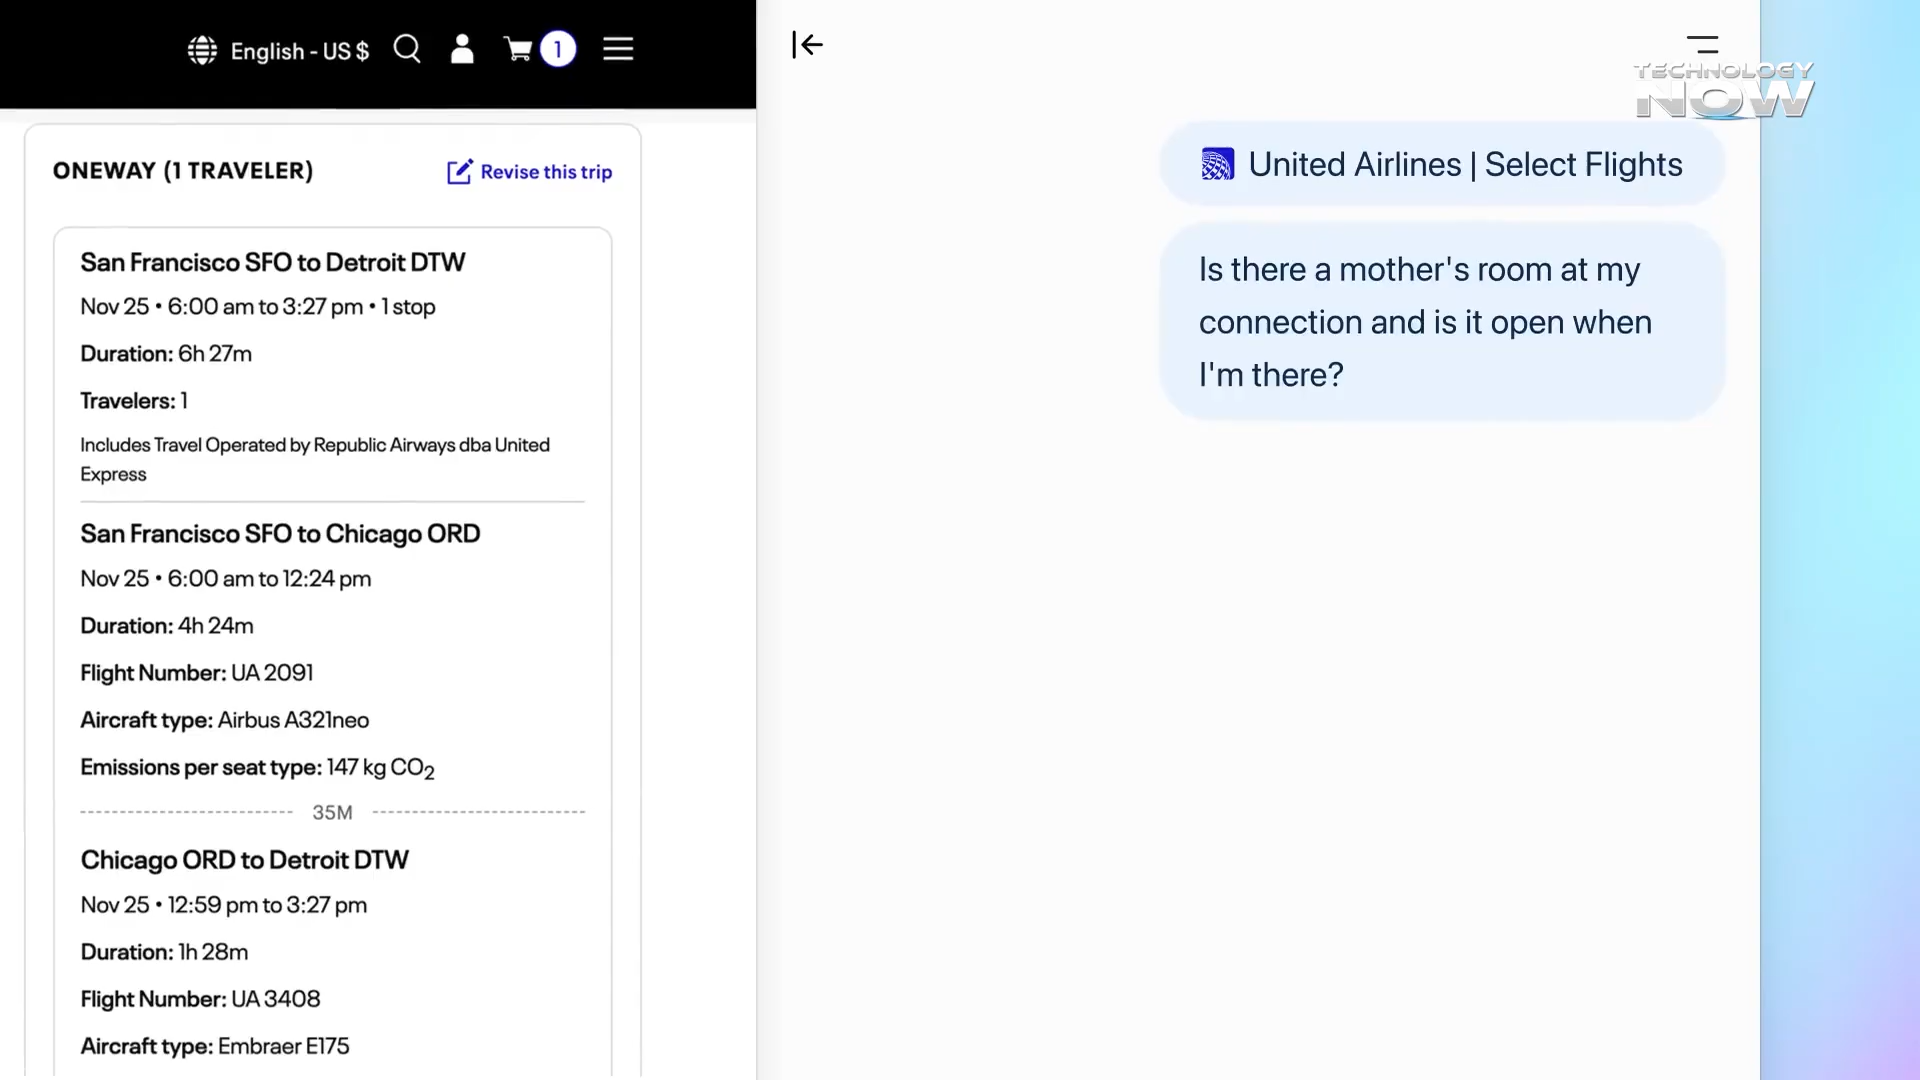 English - US $
1
TECHNOLOGY
NOW
ONEWAY (1 TRAVELER)
Revise this trip
San Francisco SFO to Detroit DTW
Nov 25 • 6:00 am to 3:27 pm • 1 stop
Duration: 6h 27m
Travelers: 1
Includes Travel Operated by Republic Airways dba United
Express
San Francisco SFO to Chicago ORD
Nov 25 • 6:00 am to 12:24 pm
Duration: 4h 24m
Flight Number: UA 2091
Aircraft type: Airbus A321neo
Emissions per seat type: 147 kg CO2
35M
Chicago ORD to Detroit DTW
Nov 25 • 12:59 pm to 3:27 pm
Duration: 1h 28m
Flight Number: UA 3408
Aircraft type: Embraer E175
United Airlines | Select Flights
Is there a mother's room at my
connection and is it open when
I'm there?